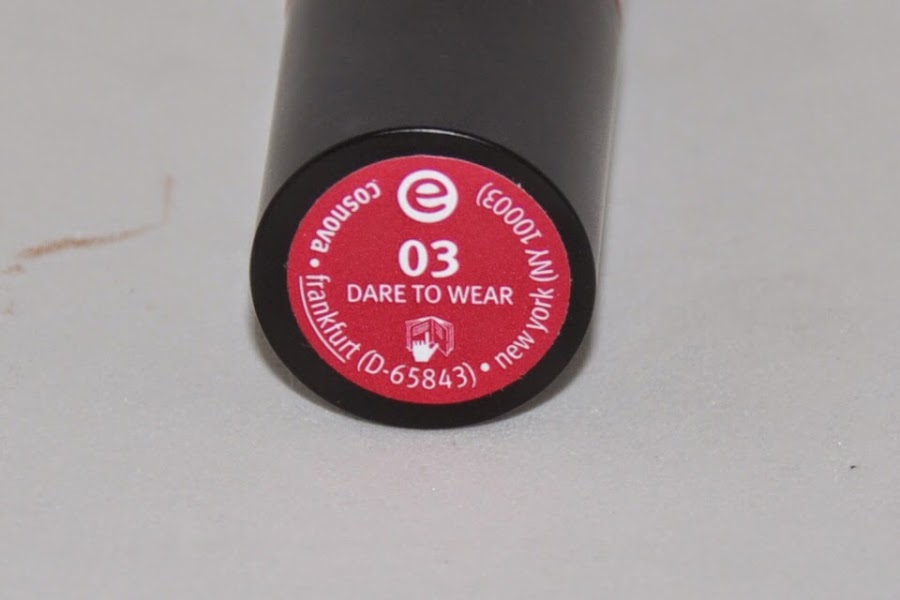 e
03
DARE TO WEAR
cosnova • frankfurt (D-65843) • new york (NY 10003)